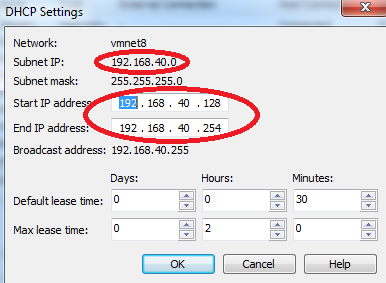 DHCP Settings
Network: vmnet8
Subnet IP: 192.168.40.0
Subnet mask: 255.255.255.0
Start IP address: 192 . 168 . 40 . 128
End IP address: 192 . 168 . 40 . 254
Broadcast address: 192.168.40.255
Days: Hours: Minutes:
Default lease time: 0 0 30
Max lease time: 0 2 0
OK Cancel Help